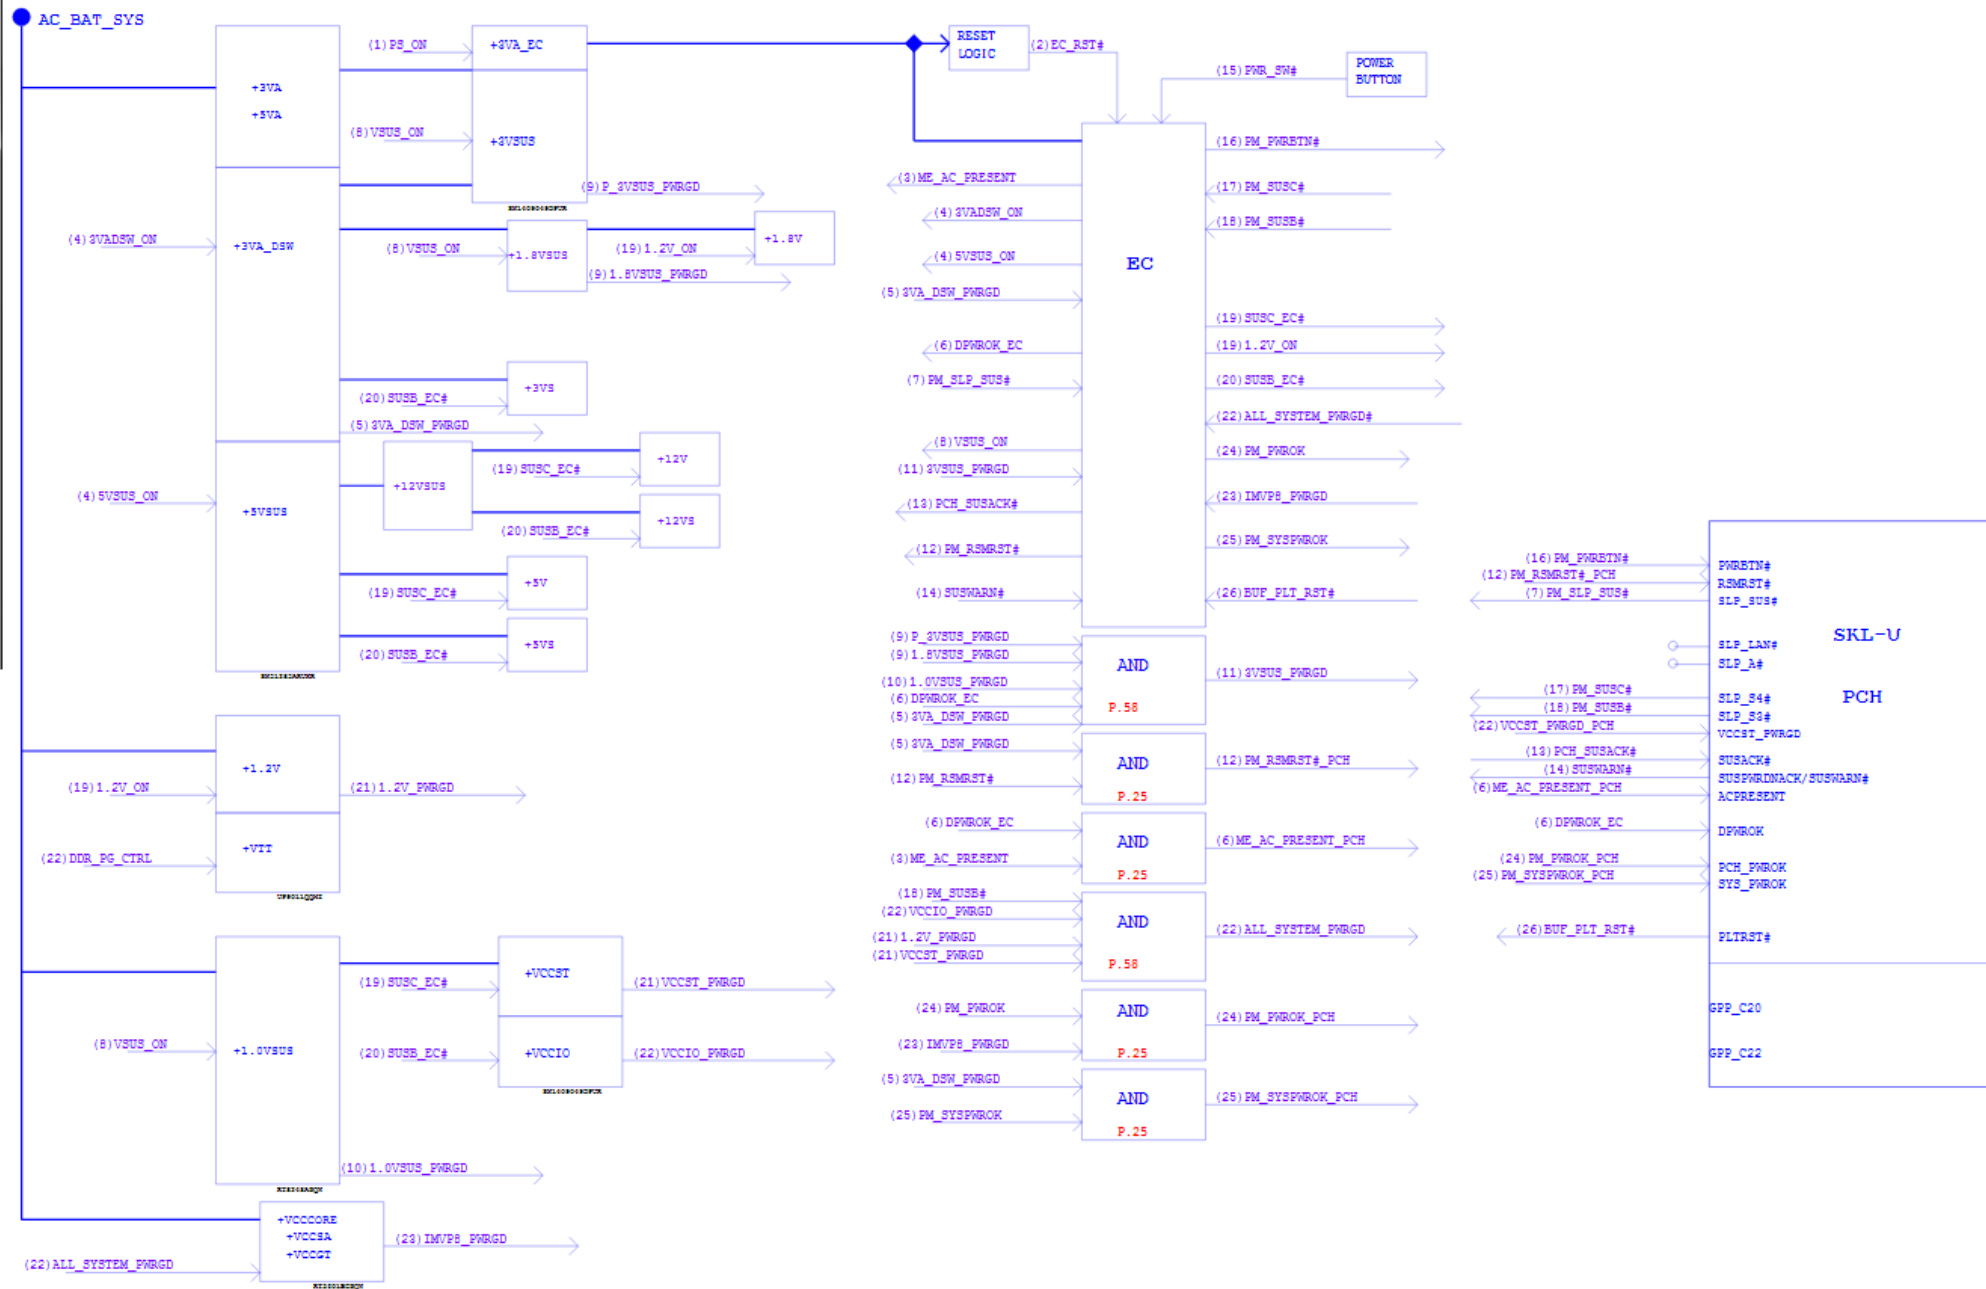 AC_BAT_SYS
+3VA
+5VA
(4)3VADSW_ON
+3VA_DSW
(4)5VSUS_ON
+5VSUS
(1)PS_ON
+3VA_EC
(8)VSUS_ON
+3VSUS
(9)P_3VSUS_PWRGD
(8)VSUS_ON
+1.8VSUS
(19)1.2V_ON
+1.8V
(9)1.8VSUS_PWRGD
+3VS
(20)SUSB_EC#
(5)3VA_DSW_PWRGD
+12VSUS
(19)SUSC_EC#
+12V
(20)SUSB_EC#
+12VS
+5V
(19)SUSC_EC#
+5VS
(20)SUSB_EC#
+1.2V
(19)1.2V_ON
(21)1.2V_PWRGD
+VTT
(22)DDR_PG_CTRL
(8)VSUS_ON
+1.0VSUS
(19)SUSC_EC#
+VCCST
(21)VCCST_PWRGD
(20)SUSB_EC#
+VCCIO
(22)VCCIO_PWRGD
(10)1.0VSUS_PWRGD
+VCCCORE
+VCCSA
+VCCGT
(22)ALL_SYSTEM_PWRGD
(23)IMVP8_PWRGD
RESET
LOGIC
(2)EC_RST#
(15)PWR_SW#
POWER
BUTTON
EC
(3)ME_AC_PRESENT
(4)3VADSW_ON
(4)5VSUS_ON
(5)3VA_DSW_PWRGD
(6)DPWROK_EC
(7)PM_SLP_SUS#
(8)VSUS_ON
(11)3VSUS_PWRGD
(13)PCH_SUSACK#
(12)PM_RSMRST#
(14)SUSWARN#
(16)PM_PWRBTN#
(17)PM_SUSC#
(18)PM_SUSB#
(19)SUSC_EC#
(19)1.2V_ON
(20)SUSB_EC#
(22)ALL_SYSTEM_PWRGD#
(24)PM_PWROK
(23)IMVP8_PWRGD
(25)PM_SYSPWROK
(26)BUF_PLT_RST#
(9)P_3VSUS_PWRGD
(9)1.8VSUS_PWRGD
(10)1.0VSUS_PWRGD
(6)DPWROK_EC
(5)3VA_DSW_PWRGD
AND
P.58
(11)3VSUS_PWRGD
(5)3VA_DSW_PWRGD
(12)PM_RSMRST#
AND
P.25
(12)PM_RSMRST#_PCH
(6)DPWROK_EC
(3)ME_AC_PRESENT
AND
P.25
(6)ME_AC_PRESENT_PCH
(18)PM_SUSB#
(22)VCCIO_PWRGD
(21)1.2V_PWRGD
(21)VCCST_PWRGD
AND
P.58
(22)ALL_SYSTEM_PWRGD
(24)PM_PWROK
(23)IMVP8_PWRGD
AND
P.25
(24)PM_PWROK_PCH
(5)3VA_DSW_PWRGD
(25)PM_SYSPWROK
AND
P.25
(25)PM_SYSPWROK_PCH
(16)PM_PWRBTN#
(12)PM_RSMRST#_PCH
(7)PM_SLP_SUS#
(17)PM_SUSC#
(18)PM_SUSB#
(22)VCCST_PWRGD_PCH
(13)PCH_SUSACK#
(14)SUSWARN#
(6)ME_AC_PRESENT_PCH
(6)DPWROK_EC
(24)PM_PWROK_PCH
(25)PM_SYSPWROK_PCH
(26)BUF_PLT_RST#
PWRBTN#
RSMRST#
SLP_SUS#
SLP_LAN#
SLP_A#
SLP_S4#
SLP_S3#
VCCST_PWRGD
SUSACK#
SUSPWRDNACK/SUSWARN#
ACPRESENT
DPWROK
PCH_PWROK
SYS_PWROK
PLTRST#
GPP_C20
GPP_C22
SKL-U
PCH